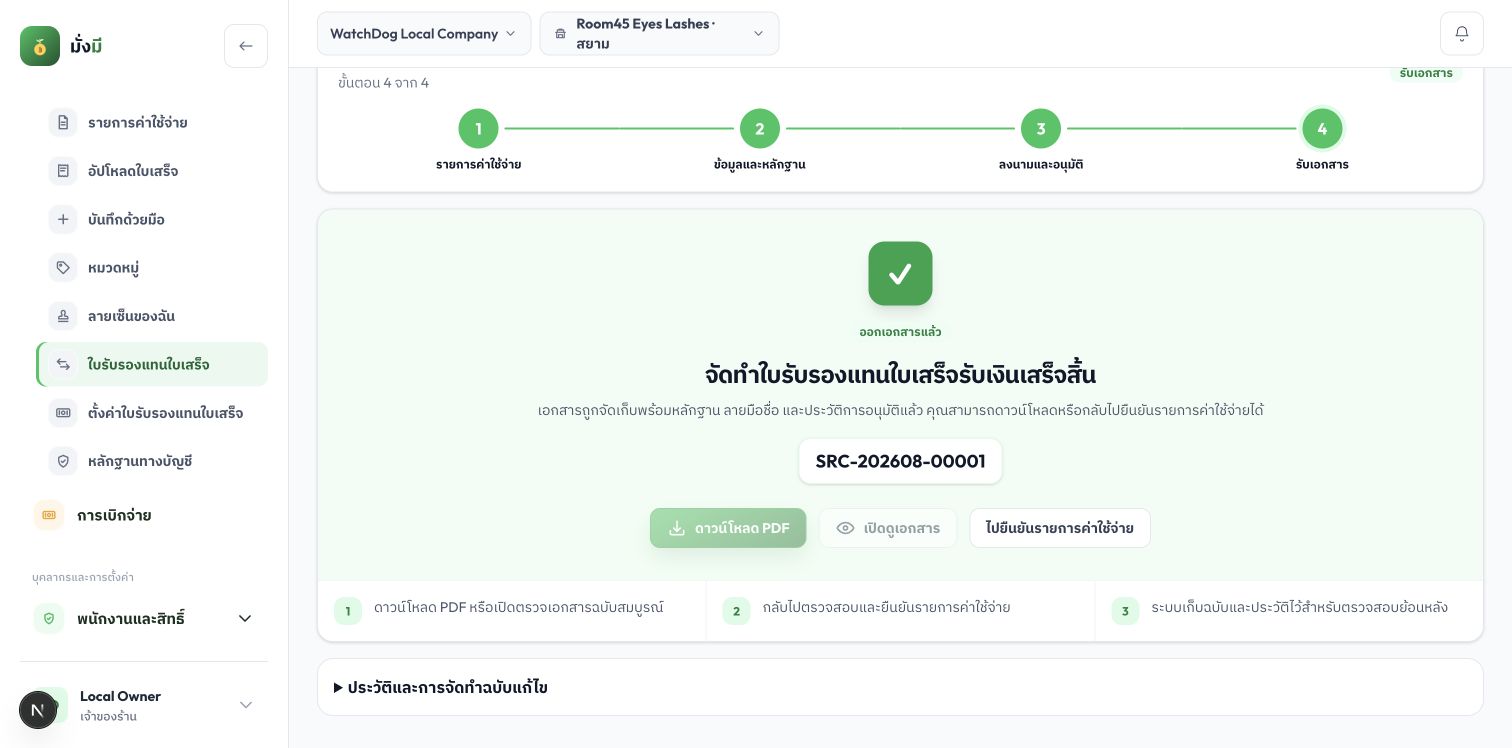 มั่งมี
รายการค่าใช้จ่าย
อัปโหลดใบเสร็จ
บันทึกด้วยมือ
หมวดหมู่
ลายเซ็นของฉัน
ใบรับรองแทนใบเสร็จ
ตั้งค่าใบรับรองแทนใบเสร็จ
หลักฐานทางบัญชี
การเบิกจ่าย
บุคลากรและการตั้งค่า
พนักงานและสิทธิ์
Local Owner
เจ้าของร้าน
N
WatchDog Local Company
Room45 Eyes Lashes ·
สยาม
ขั้นตอน 4 จาก 4
รับเอกสาร
1
2
3
4
รายการค่าใช้จ่าย
ข้อมูลและหลักฐาน
ลงนามและอนุมัติ
รับเอกสาร
ออกเอกสารแล้ว
จัดทำใบรับรองแทนใบเสร็จรับเงินเสร็จสิ้น
เอกสารถูกจัดเก็บพร้อมหลักฐาน ลายมือชื่อ และประวัติการอนุมัติแล้ว คุณสามารถดาวน์โหลดหรือกลับไปยืนยันรายการค่าใช้จ่ายได้
SRC-202608-00001
ดาวน์โหลด PDF
เปิดดูเอกสาร
ไปยืนยันรายการค่าใช้จ่าย
1 ดาวน์โหลด PDF หรือเปิดตรวจเอกสารฉบับสมบูรณ์
2 กลับไปตรวจสอบและยืนยันรายการค่าใช้จ่าย
3 ระบบเก็บฉบับและประวัติไว้สำหรับตรวจสอบย้อนหลัง
ประวัติและการจัดทำฉบับแก้ไข